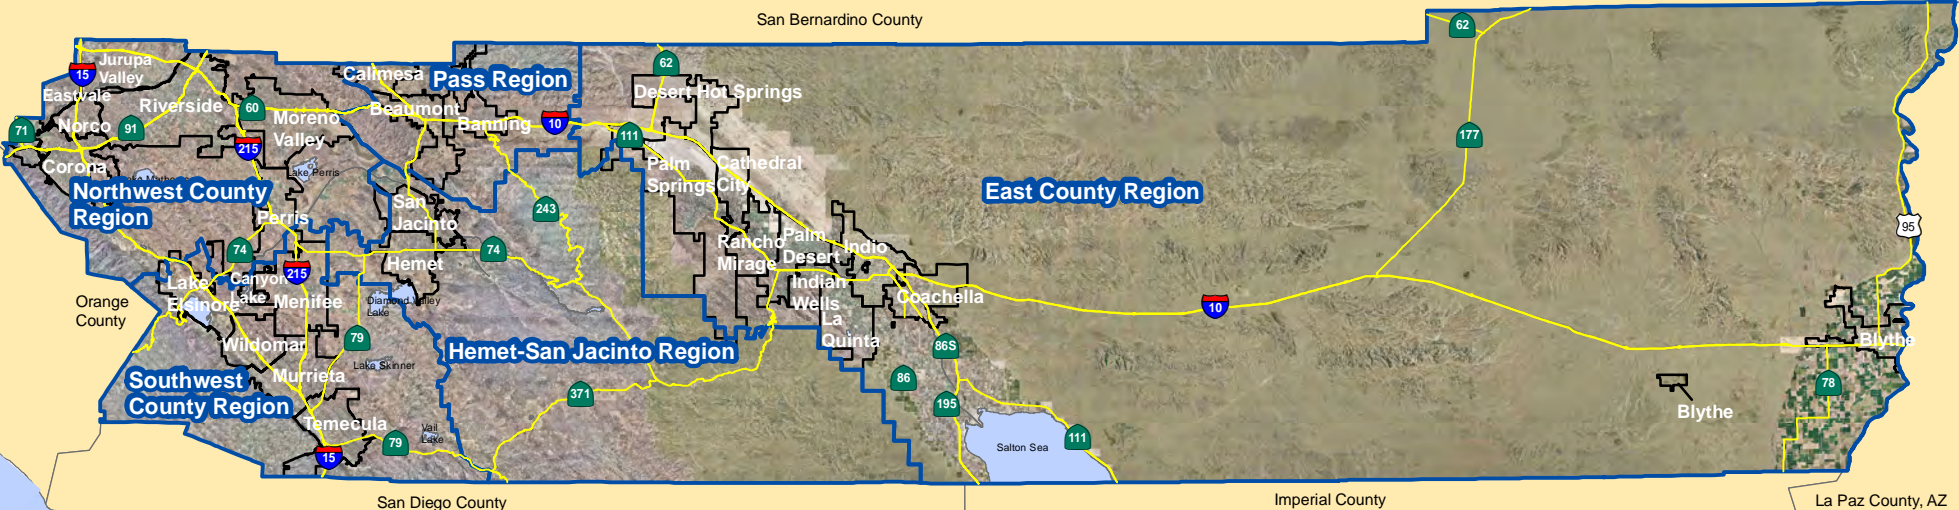 San Bernardino County
62
15
Jurupa
Valley
Calimesa
Pass Region
62
Eastvale
Riverside
60
Beaumont
Desert Hot Springs
71
Norco
91
Moreno
Valley
Banning
10
111
177
215
Corona
Lake Perris
Palm
Springs
Cathedral
City
Northwest County
Region
East County Region
San
Jacinto
243
Perris
95
74
74
Rancho
Mirage
Palm
Desert
Indio
Hemet
215
Lake
Elsinore
Canyon
Lake
Menifee
Diamond Valley
Lake
Indian
Wells
Coachella
10
Orange
County
La
Quinta
79
Wildomar
Hemet-San Jacinto Region
86S
Blythe
Lake Skinner
Murrieta
Southwest
County Region
371
86
78
195
Blythe
Temecula
Vail
Lake
79
111
Salton Sea
15
San Diego County
Imperial County
La Paz County, AZ